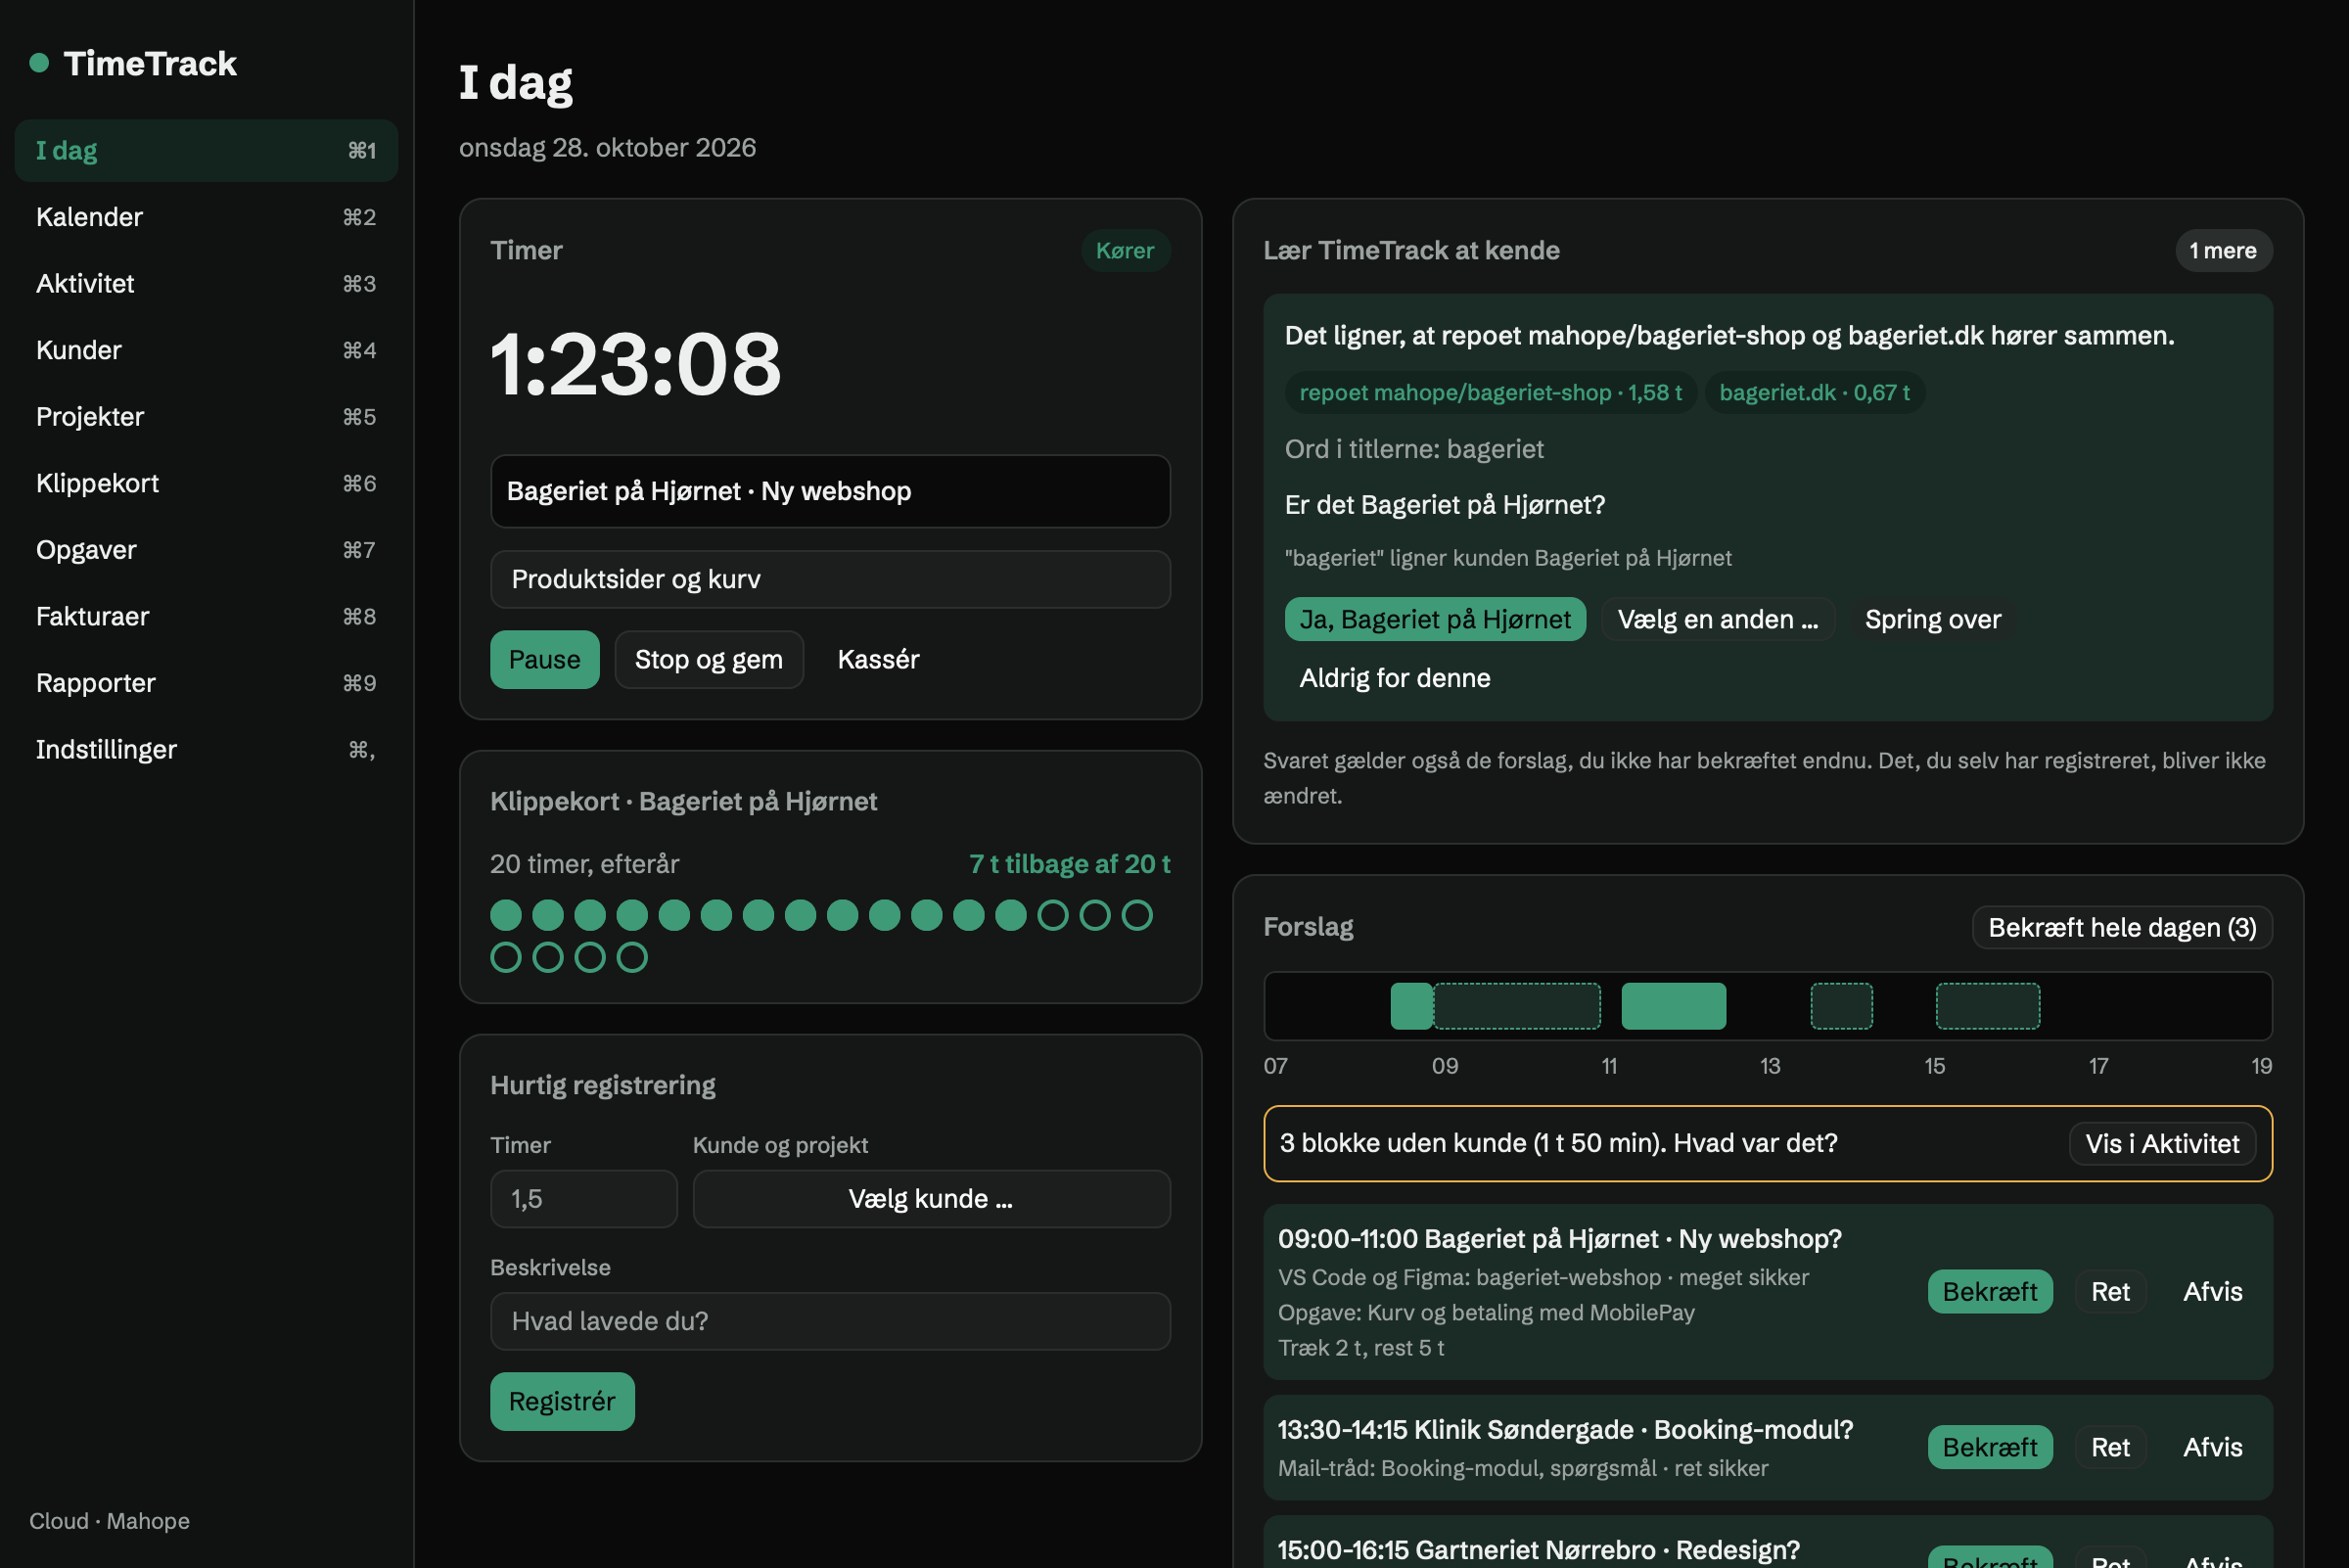 TimeTrack
I dag ⌘1
Kalender ⌘2
Aktivitet ⌘3
Kunder ⌘4
Projekter ⌘5
Klippekort ⌘6
Opgaver ⌘7
Fakturaer ⌘8
Rapporter ⌘9
Indstillinger ⌘,
Cloud · Mahope
I dag
onsdag 28. oktober 2026
Timer Kører
1:23:08
Bageriet på Hjørnet · Ny webshop
Produktsider og kurv
Pause Stop og gem Kassér
Klippekort · Bageriet på Hjørnet
20 timer, efterår 7 t tilbage af 20 t
Hurtig registrering
Timer Kunde og projekt
1,5 Vælg kunde ...
Beskrivelse
Hvad lavede du?
Registrér
Lær TimeTrack at kende 1 mere
Det ligner, at repoet mahope/bageriet-shop og bageriet.dk hører sammen.
repoet mahope/bageriet-shop · 1,58 t bageriet.dk · 0,67 t
Ord i titlerne: bageriet
Er det Bageriet på Hjørnet?
"bageriet" ligner kunden Bageriet på Hjørnet
Ja, Bageriet på Hjørnet Vælg en anden ... Spring over
Aldrig for denne
Svaret gælder også de forslag, du ikke har bekræftet endnu. Det, du selv har registreret, bliver ikke
ændret.
Forslag Bekræft hele dagen (3)
07 09 11 13 15 17 19
3 blokke uden kunde (1 t 50 min). Hvad var det? Vis i Aktivitet
09:00-11:00 Bageriet på Hjørnet · Ny webshop?
VS Code og Figma: bageriet-webshop · meget sikker
Opgave: Kurv og betaling med MobilePay
Træk 2 t, rest 5 t
Bekræft Ret Afvis
13:30-14:15 Klinik Søndergade · Booking-modul?
Mail-tråd: Booking-modul, spørgsmål · ret sikker
Bekræft Ret Afvis
15:00-16:15 Gartneriet Nørrebro · Redesign?
Bekræft Ret Afvis